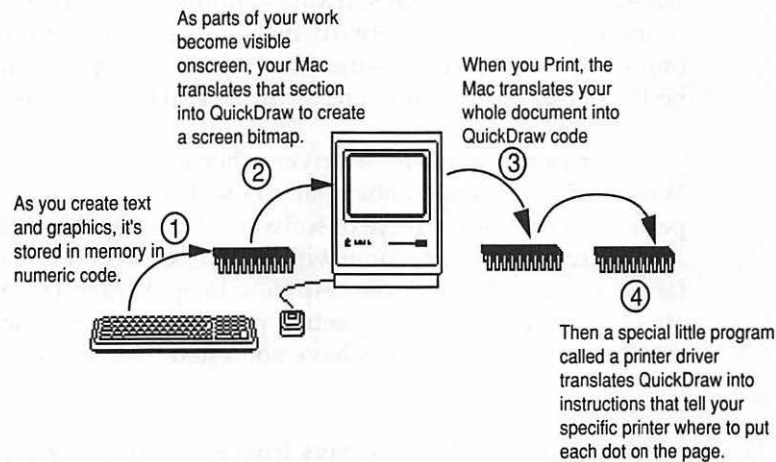 As parts of your work
become visible
onscreen, your Mac
translates that section
into QuickDraw to create
a screen bitmap.
②
When you Print, the
Mac translates your
whole document into
QuickDraw code
③
As you create text
and graphics, it's
stored in memory in
numeric code.
①
④
Then a special little program
called a printer driver
translates QuickDraw into
instructions that tell your
specific printer where to put
each dot on the page.